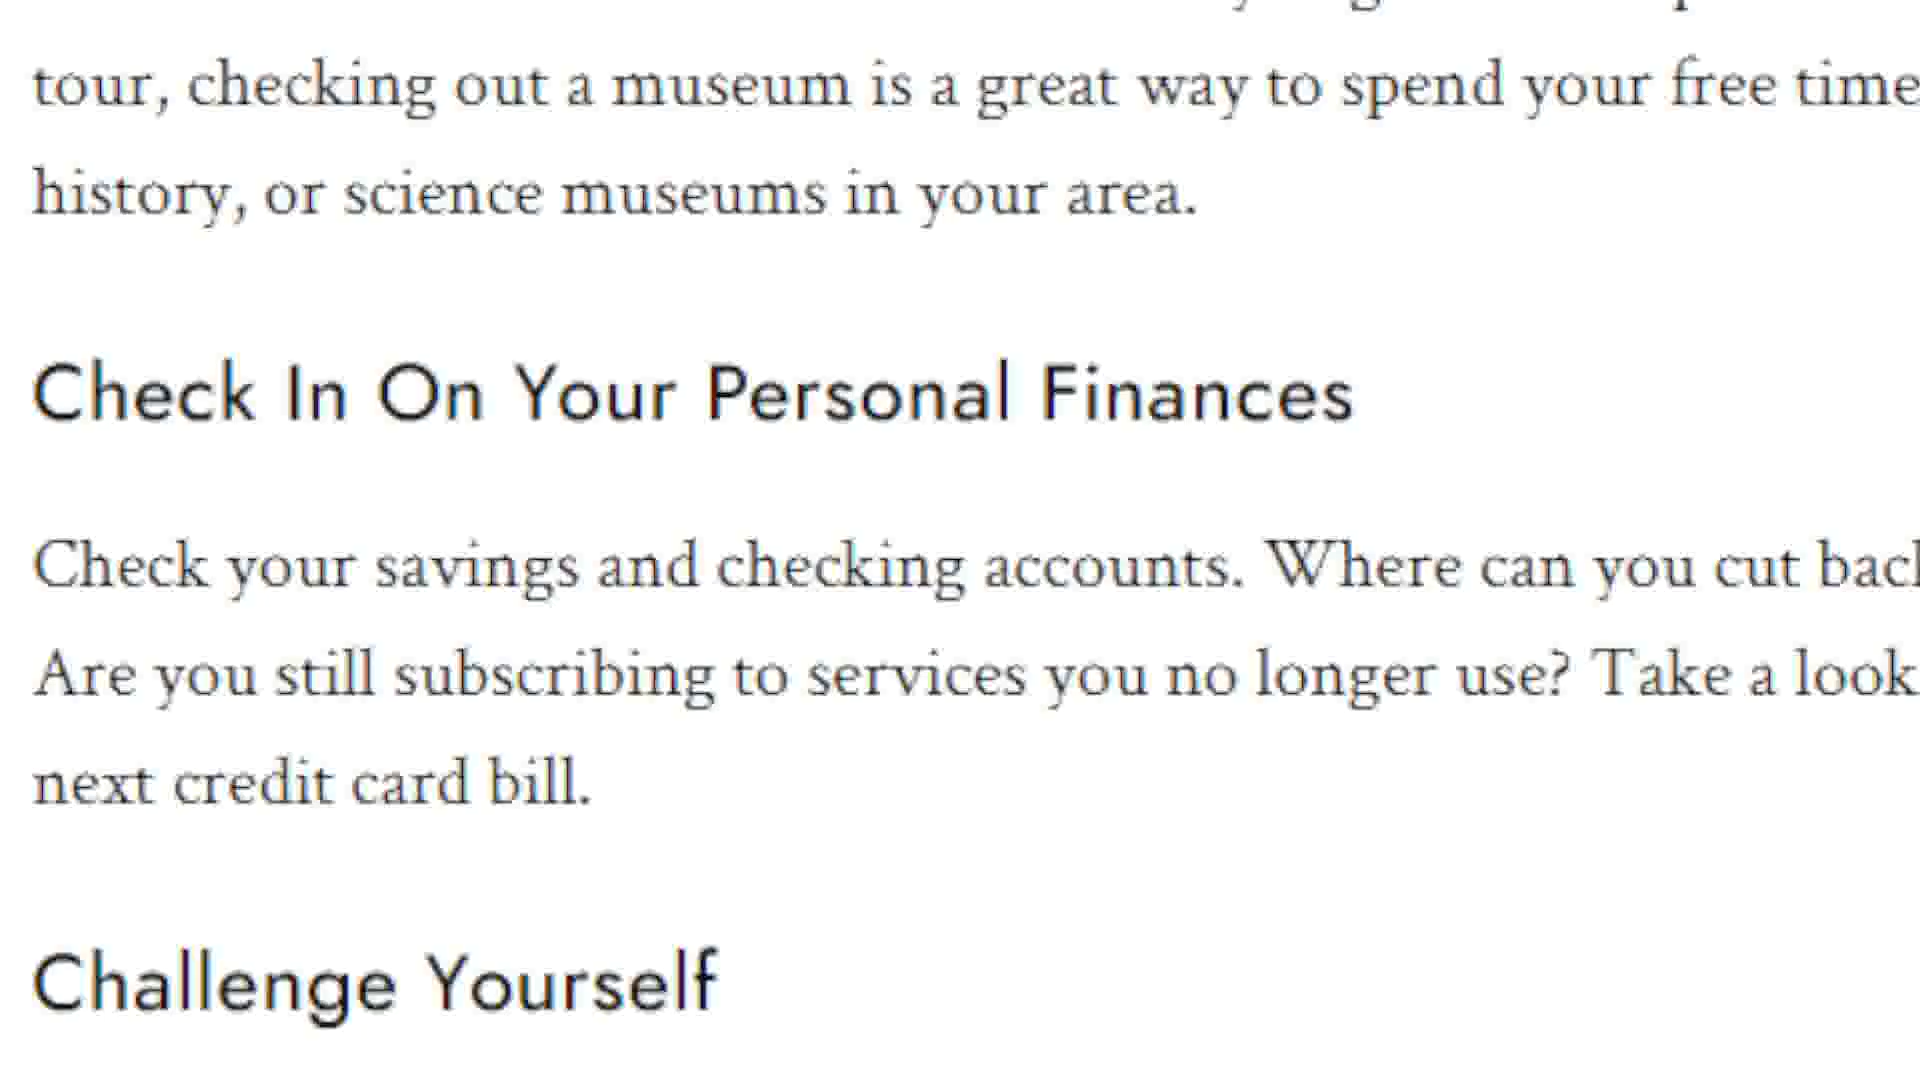 tour, checking out a museum is a great way to spend your free time
history, or science museums in your area.
Check In On Your Personal Finances
Check your savings and checking accounts. Where can you cut back
Are you still subscribing to services you no longer use? Take a look
next credit card bill.
Challenge Yourself